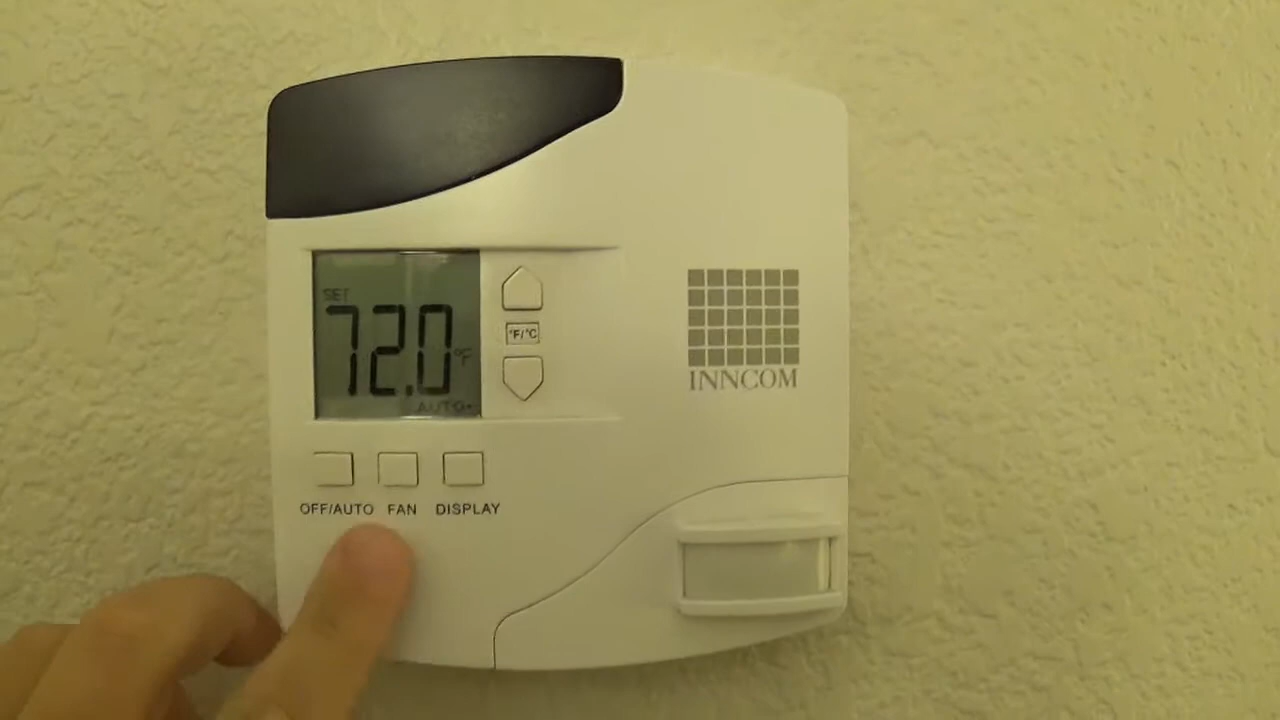 SET
72.0 °F
AUTO
°F/°C
INNCOM
OFF/AUTO FAN DISPLAY